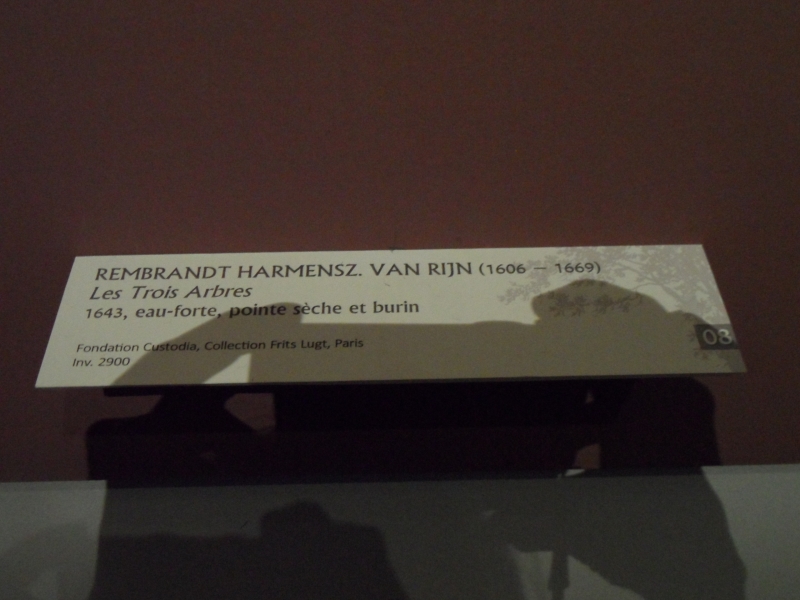 REMBRANDT HARMENSZ. VAN RIJN (1606 – 1669)
Les Trois Arbres
1643, eau-forte, pointe sèche et burin
Fondation Custodia, Collection Frits Lugt, Paris
Inv. 2900
03